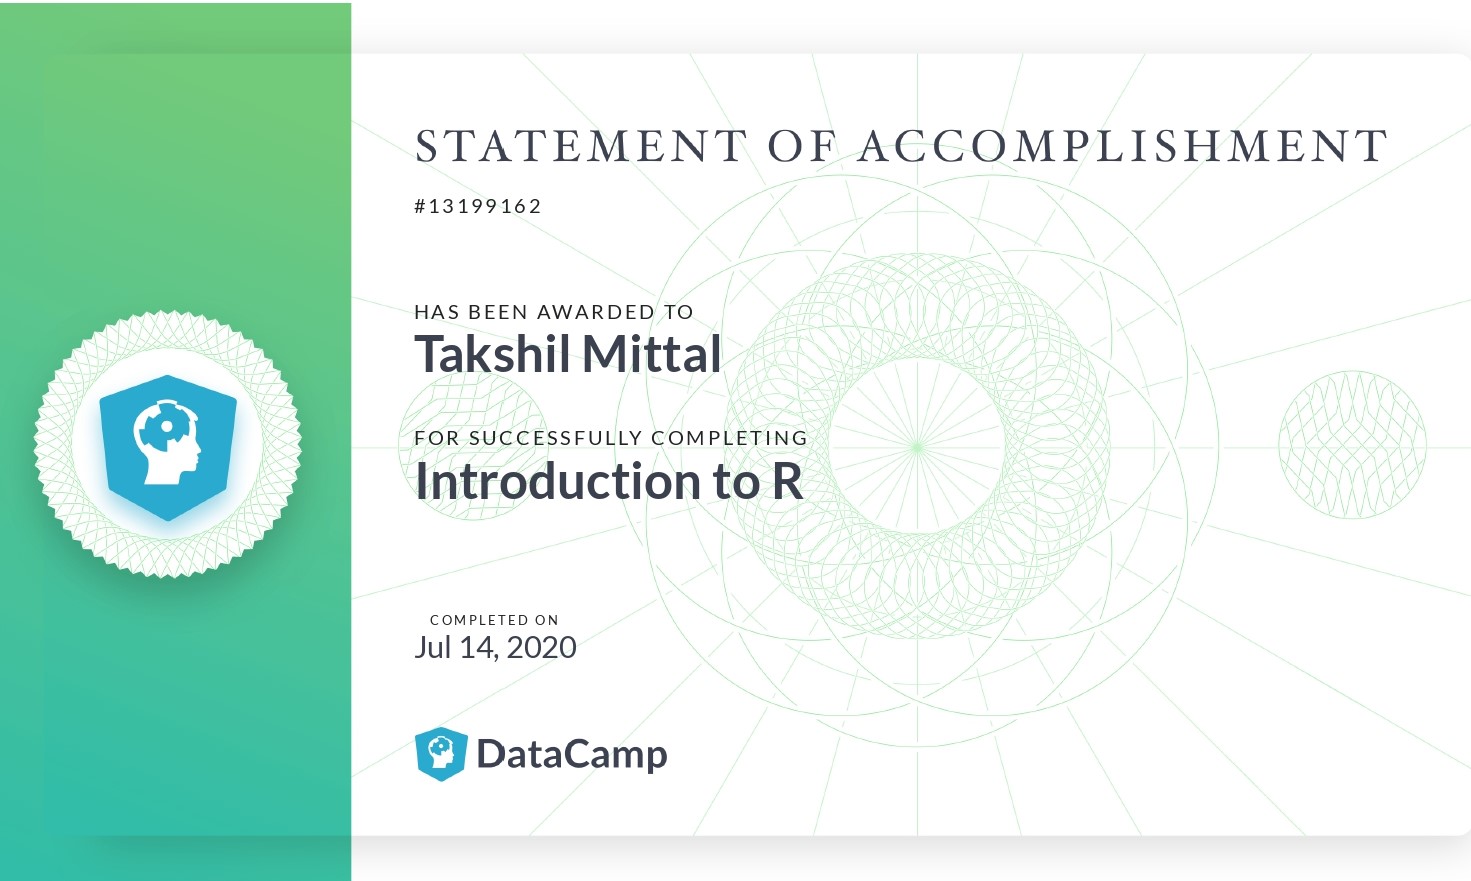 STATEMENT OF ACCOMPLISHMENT
#13199162
HAS BEEN AWARDED TO
Takshil Mittal
FOR SUCCESSFULLY COMPLETING
Introduction to R
COMPLETED ON
Jul 14, 2020
DataCamp